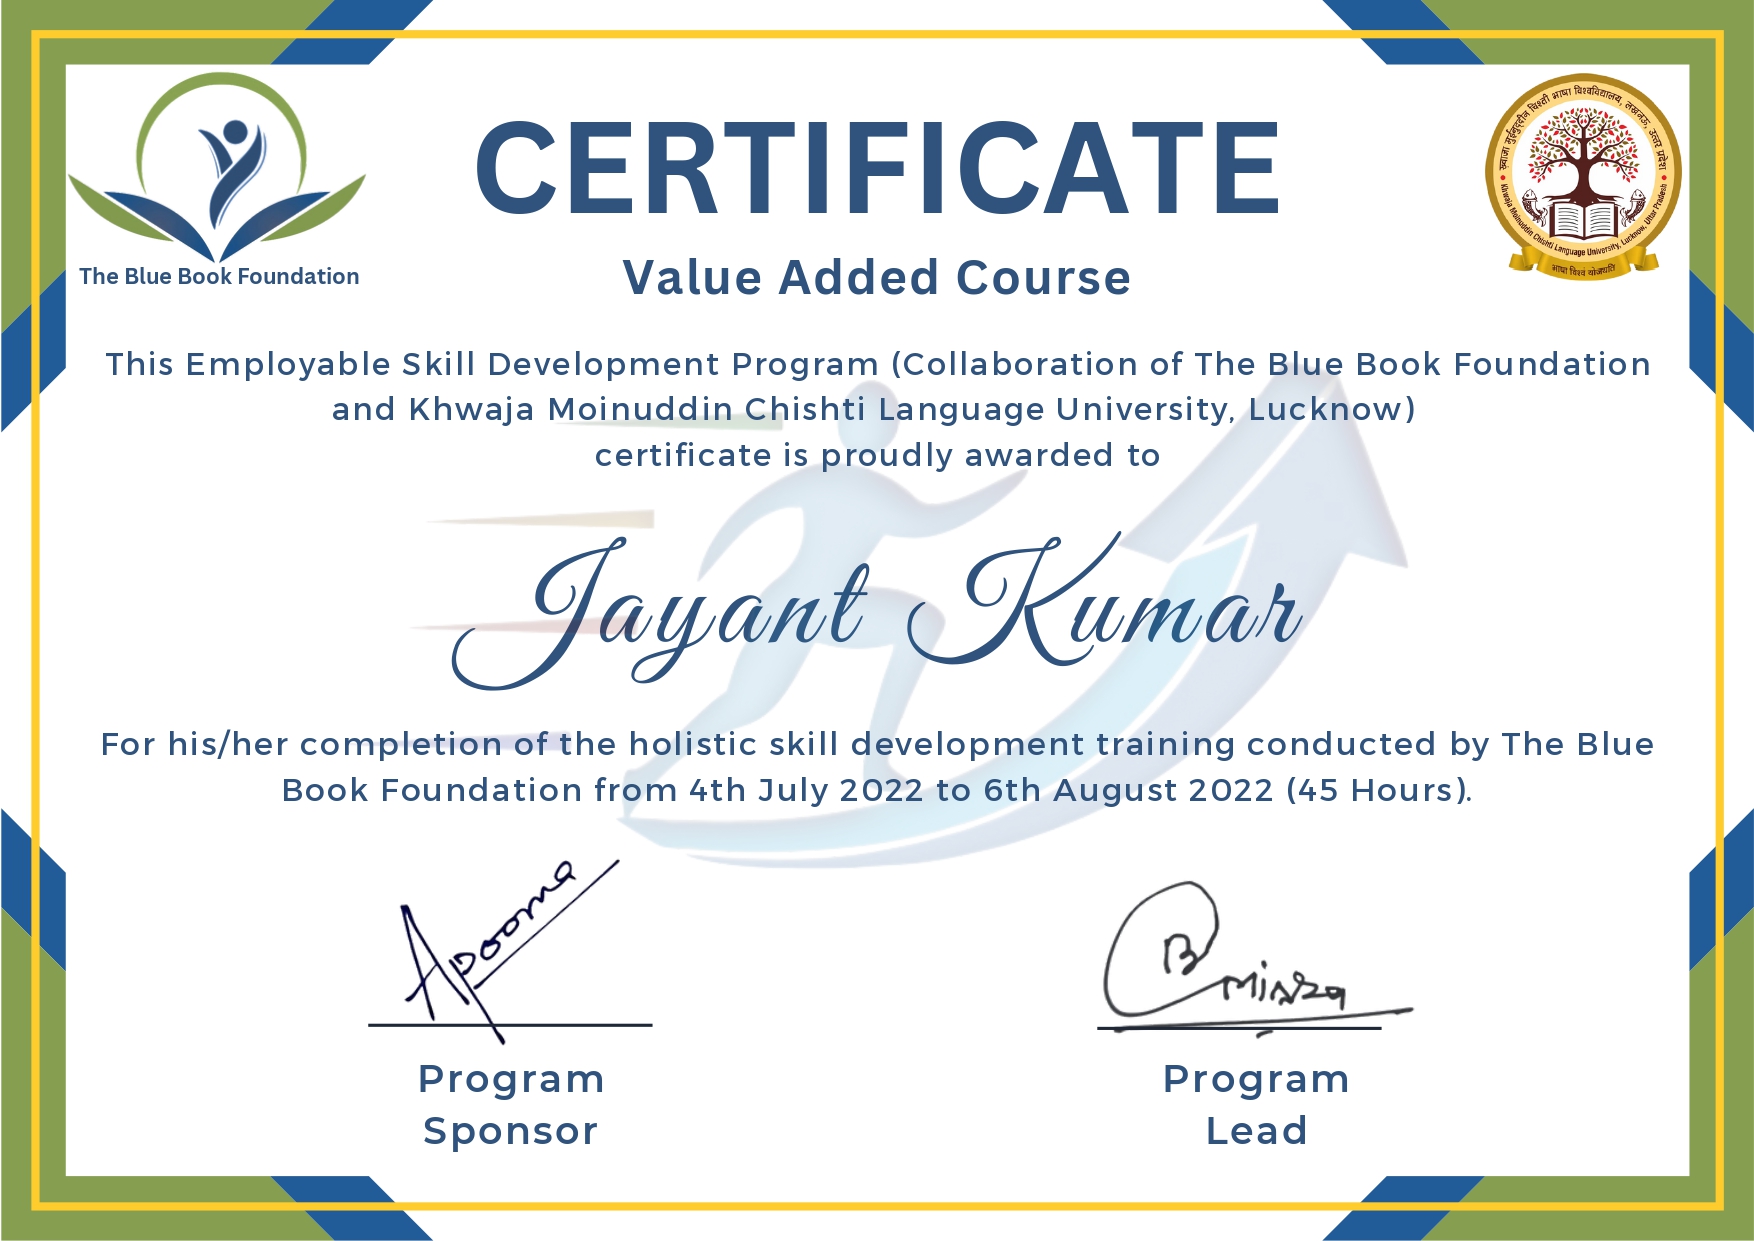 The Blue Book Foundation
CERTIFICATE
Value Added Course
ख़्वाजा मुईनुद्दीन चिश्ती भाषा विश्वविद्यालय, लखनऊ, उत्तर प्रदेश
Khwaja Moinuddin Chishti Language University, Lucknow, Uttar Pradesh
भाषा विश्वं योजयति
This Employable Skill Development Program (Collaboration of The Blue Book Foundation
and Khwaja Moinuddin Chishti Language University, Lucknow)
certificate is proudly awarded to
Jayant Kumar
For his/her completion of the holistic skill development training conducted by The Blue
Book Foundation from 4th July 2022 to 6th August 2022 (45 Hours).
Program
Sponsor
Program
Lead